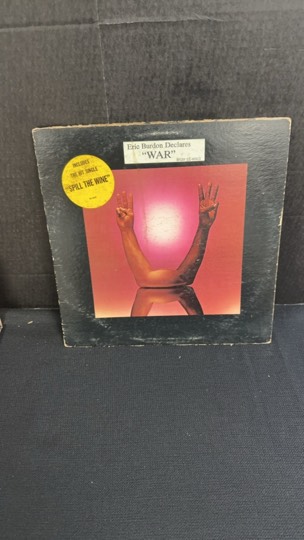 Eric Burdon Declares
"WAR"
INCLUDES
THE HIT SINGLE
"SPILL THE WINE"